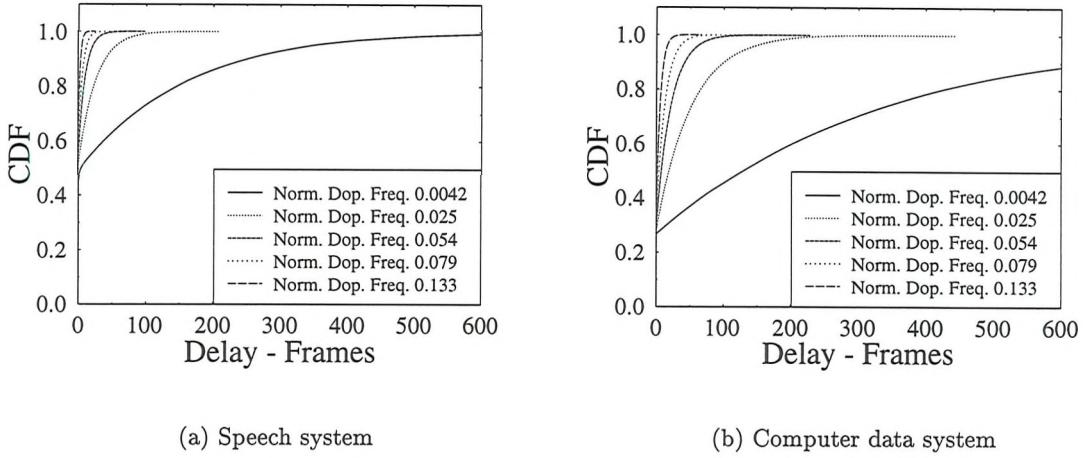 CDF
1.0
0.8
0.6
0.4
0.2
0.0
Norm. Dop. Freq. 0.0042
Norm. Dop. Freq. 0.025
Norm. Dop. Freq. 0.054
Norm. Dop. Freq. 0.079
Norm. Dop. Freq. 0.133
0 100 200 300 400 500 600
Delay - Frames
(a) Speech system
CDF
1.0
0.8
0.6
0.4
0.2
0.0
Norm. Dop. Freq. 0.0042
Norm. Dop. Freq. 0.025
Norm. Dop. Freq. 0.054
Norm. Dop. Freq. 0.079
Norm. Dop. Freq. 0.133
0 100 200 300 400 500 600
Delay - Frames
(b) Computer data system